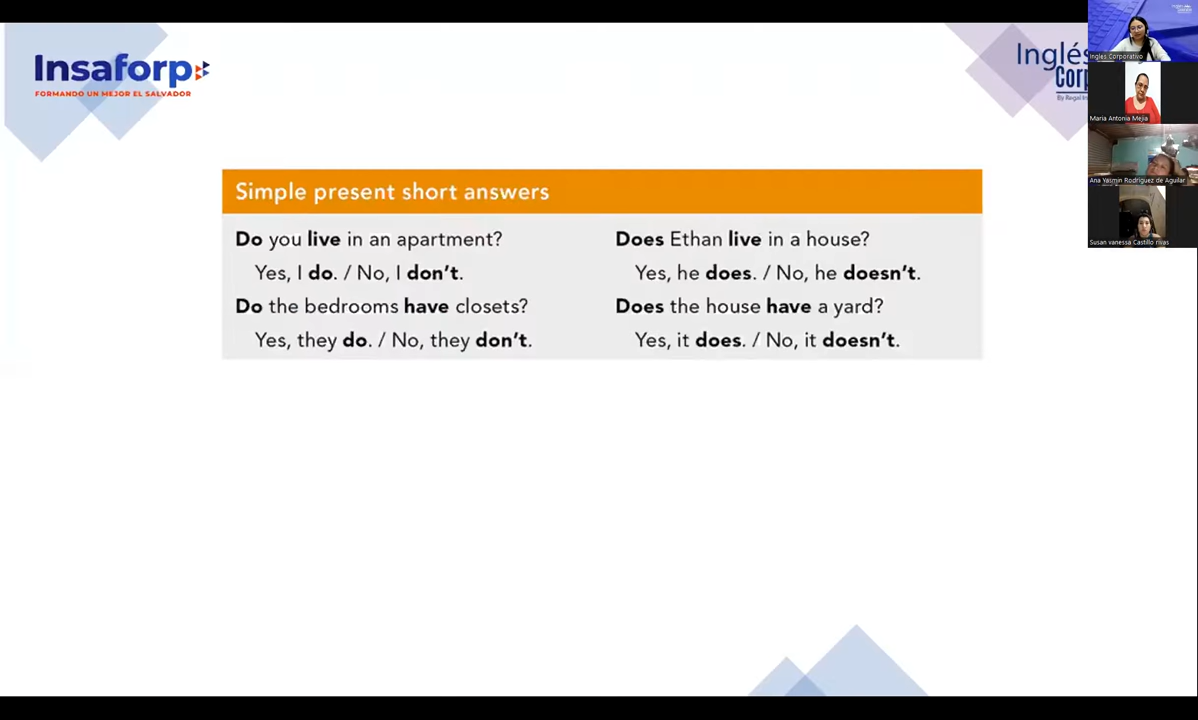 Insaforp
FORMANDO UN MEJOR EL SALVADOR
Inglés
Corp
By Regal In
Simple present short answers
Do you live in an apartment?
Yes, I do. / No, I don't.
Do the bedrooms have closets?
Yes, they do. / No, they don't.
Does Ethan live in a house?
Yes, he does. / No, he doesn't.
Does the house have a yard?
Yes, it does. / No, it doesn't.
Ingles Corporativo
Maria Antonia Mejia
Ana Yasmin Rodriguez de Aguilar
Susan vanessa Castillo rivas